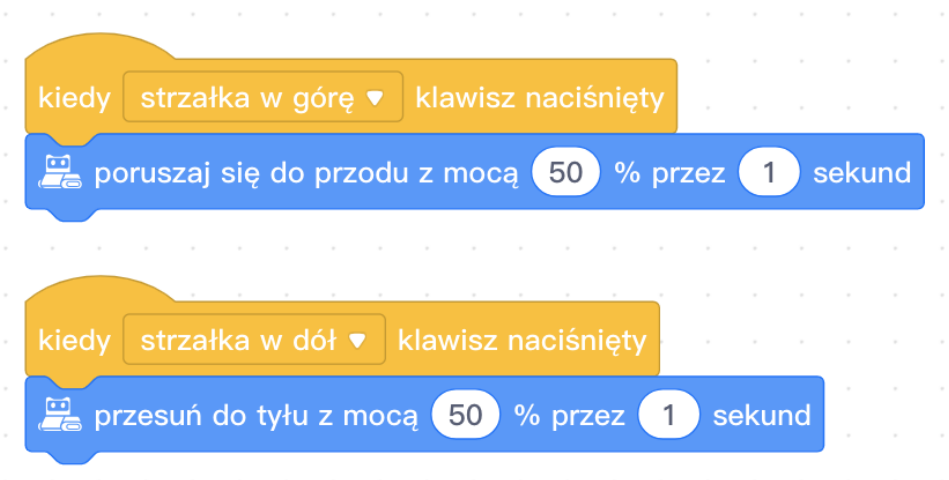 kiedy strzałka w górę klawisz naciśnięty
poruszaj się do przodu z mocą 50 % przez 1 sekund
kiedy strzałka w dół klawisz naciśnięty
przesuń do tyłu z mocą 50 % przez 1 sekund